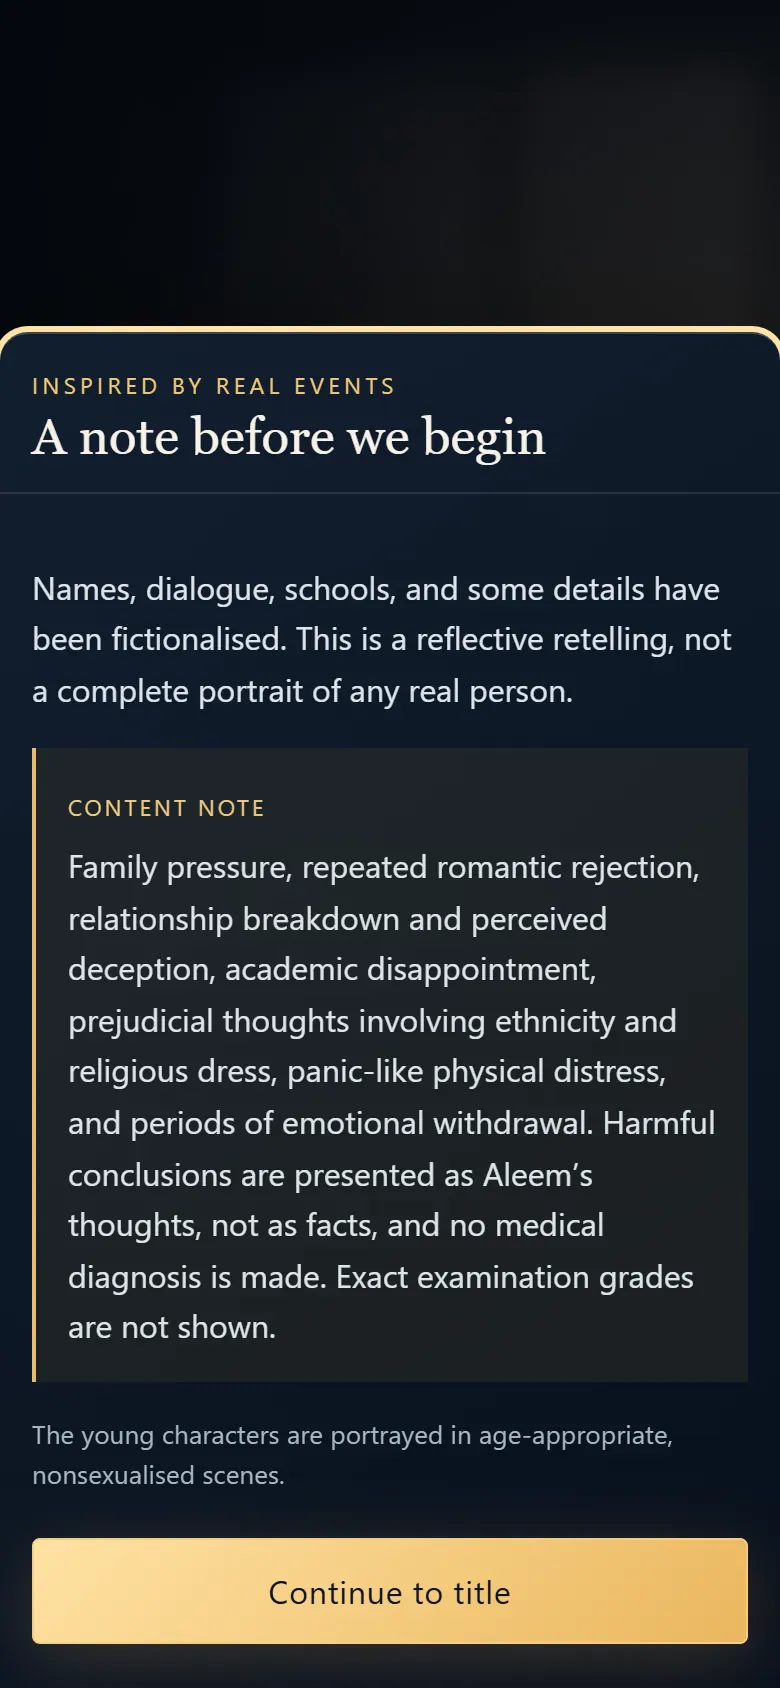 INSPIRED BY REAL EVENTS
A note before we begin
Names, dialogue, schools, and some details have
been fictionalised. This is a reflective retelling, not
a complete portrait of any real person.
CONTENT NOTE
Family pressure, repeated romantic rejection,
relationship breakdown and perceived
deception, academic disappointment,
prejudicial thoughts involving ethnicity and
religious dress, panic-like physical distress,
and periods of emotional withdrawal. Harmful
conclusions are presented as Aleem’s
thoughts, not as facts, and no medical
diagnosis is made. Exact examination grades
are not shown.
The young characters are portrayed in age-appropriate,
nonsexualised scenes.
Continue to title